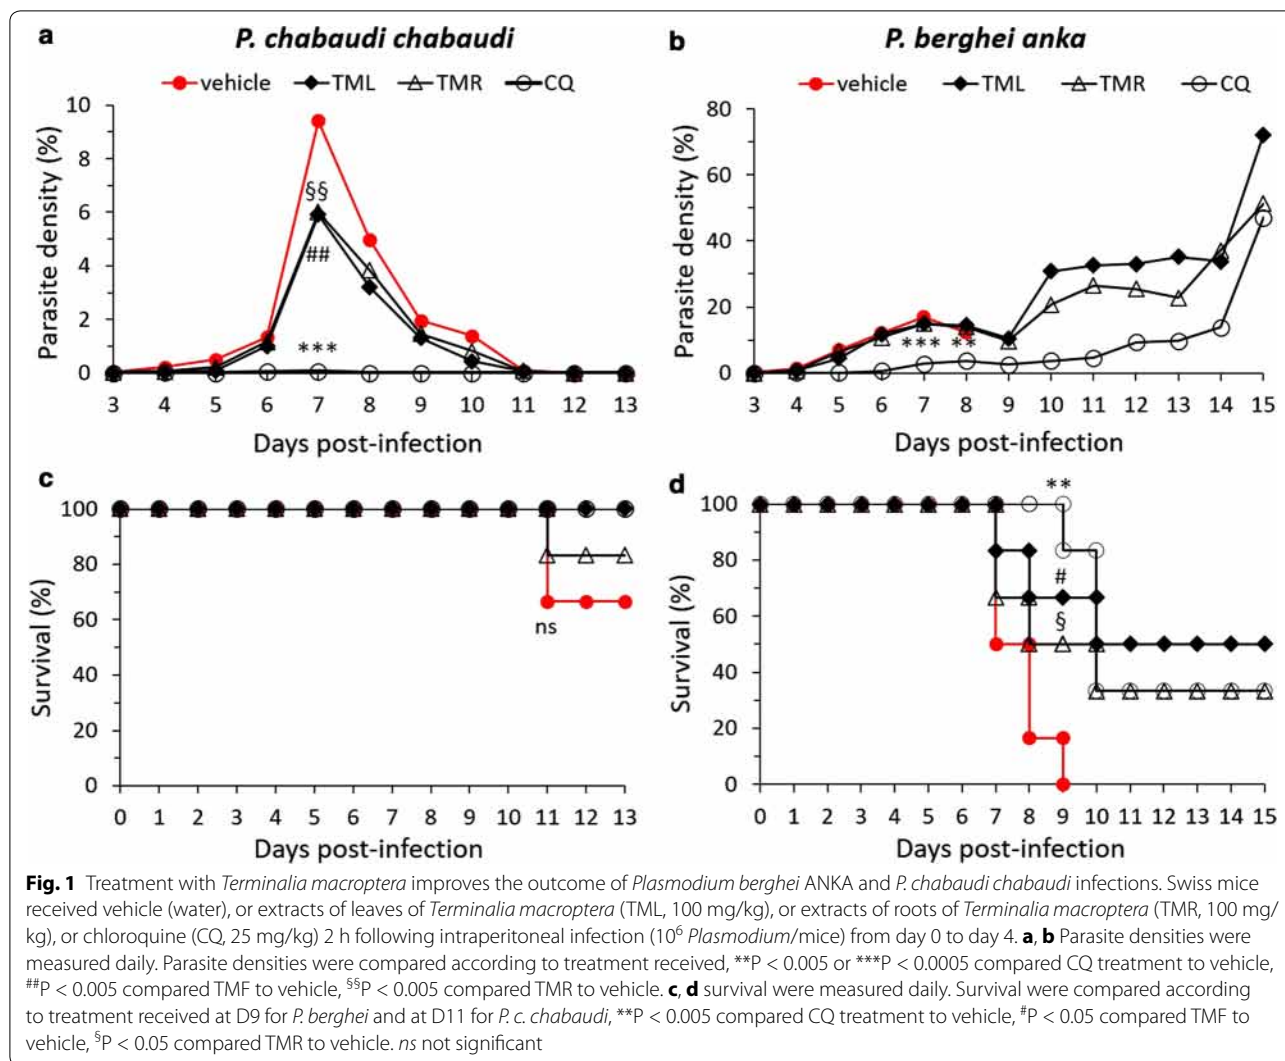 a
P. chabaudi chabaudi
vehicle TML TMR CQ
10
8
6
4
2
0
Parasite density (%)
§§
##
***
3 4 5 6 7 8 9 10 11 12 13
Days post-infection
b
P. berghei anka
vehicle TML TMR CQ
80
60
40
20
0
Parasite density (%)
*** **
3 4 5 6 7 8 9 10 11 12 13 14 15
Days post-infection
c
100
80
60
40
20
0
Survival (%)
ns
0 1 2 3 4 5 6 7 8 9 11 12 13
Days post-infection
d
100
80
60
40
20
0
Survival (%)
**
#
§
0 1 2 3 4 5 6 7 8 9 10 11 12 13 14 15
Days post-infection
Fig. 1 Treatment with Terminalia macroptera improves the outcome of Plasmodium berghei ANKA and P. chabaudi chabaudi infections. Swiss mice
received vehicle (water), or extracts of leaves of Terminalia macroptera (TML, 100 mg/kg), or extracts of roots of Terminalia macroptera (TMR, 100 mg/
kg), or chloroquine (CQ, 25 mg/kg) 2 h following intraperitoneal infection (10⁶ Plasmodium/mice) from day 0 to day 4. a, b Parasite densities were
measured daily. Parasite densities were compared according to treatment received, **P < 0.005 or ***P < 0.0005 compared CQ treatment to vehicle,
##P < 0.005 compared TMF to vehicle, §§P < 0.005 compared TMR to vehicle. c, d survival were measured daily. Survival were compared according
to treatment received at D9 for P. berghei and at D11 for P. c. chabaudi, **P < 0.005 compared CQ treatment to vehicle, #P < 0.05 compared TMF to
vehicle, §P < 0.05 compared TMR to vehicle. ns not significant